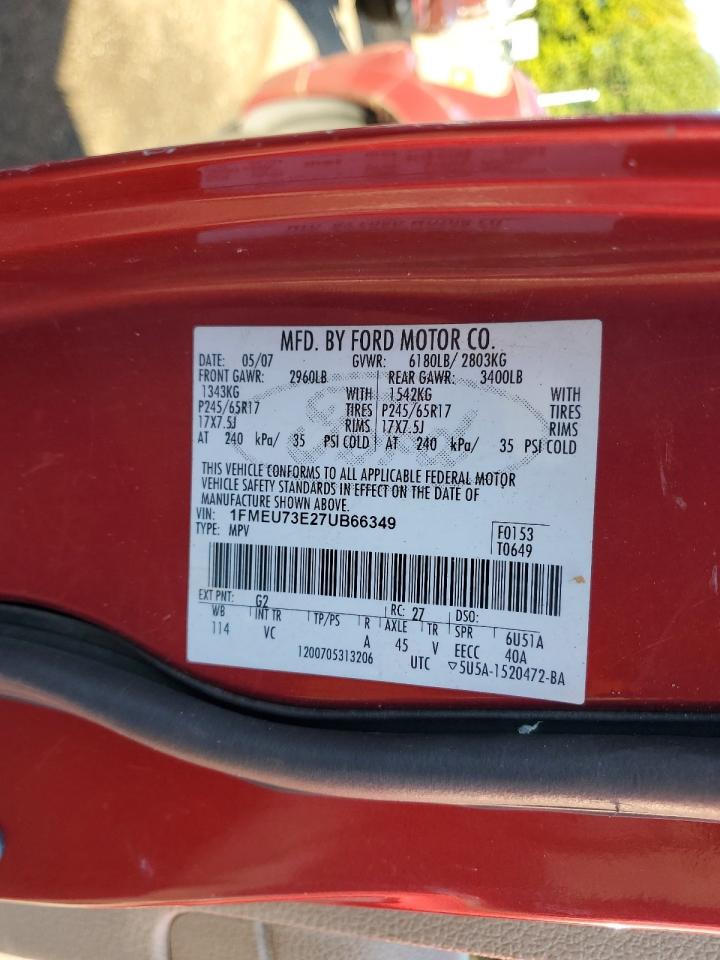 MFD. BY FORD MOTOR CO.
DATE: 05/07 GVWR: 6180LB/ 2803KG
FRONT GAWR: 2960LB REAR GAWR: 3400LB
1343KG WITH 1542KG WITH
P245/65R17 TIRES P245/65R17 TIRES
17X7.5J RIMS 17X7.5J RIMS
AT 240 kPa/ 35 PSI COLD AT 240 kPa/ 35 PSI COLD
THIS VEHICLE CONFORMS TO ALL APPLICABLE FEDERAL MOTOR
VEHICLE SAFETY STANDARDS IN EFFECT ON THE DATE OF
MANUFACTURE SHOWN ABOVE.
VIN: 1FMEU73E27UB66349 F0153
TYPE: MPV T0649
EXT PNT: G2 RC: 27 DSO:
WB INT TR TP/PS R AXLE TR SPR 6U51A
114 VC A 45 V EECC 40A
1200705313206 UTC ▽5U5A-1520472-BA